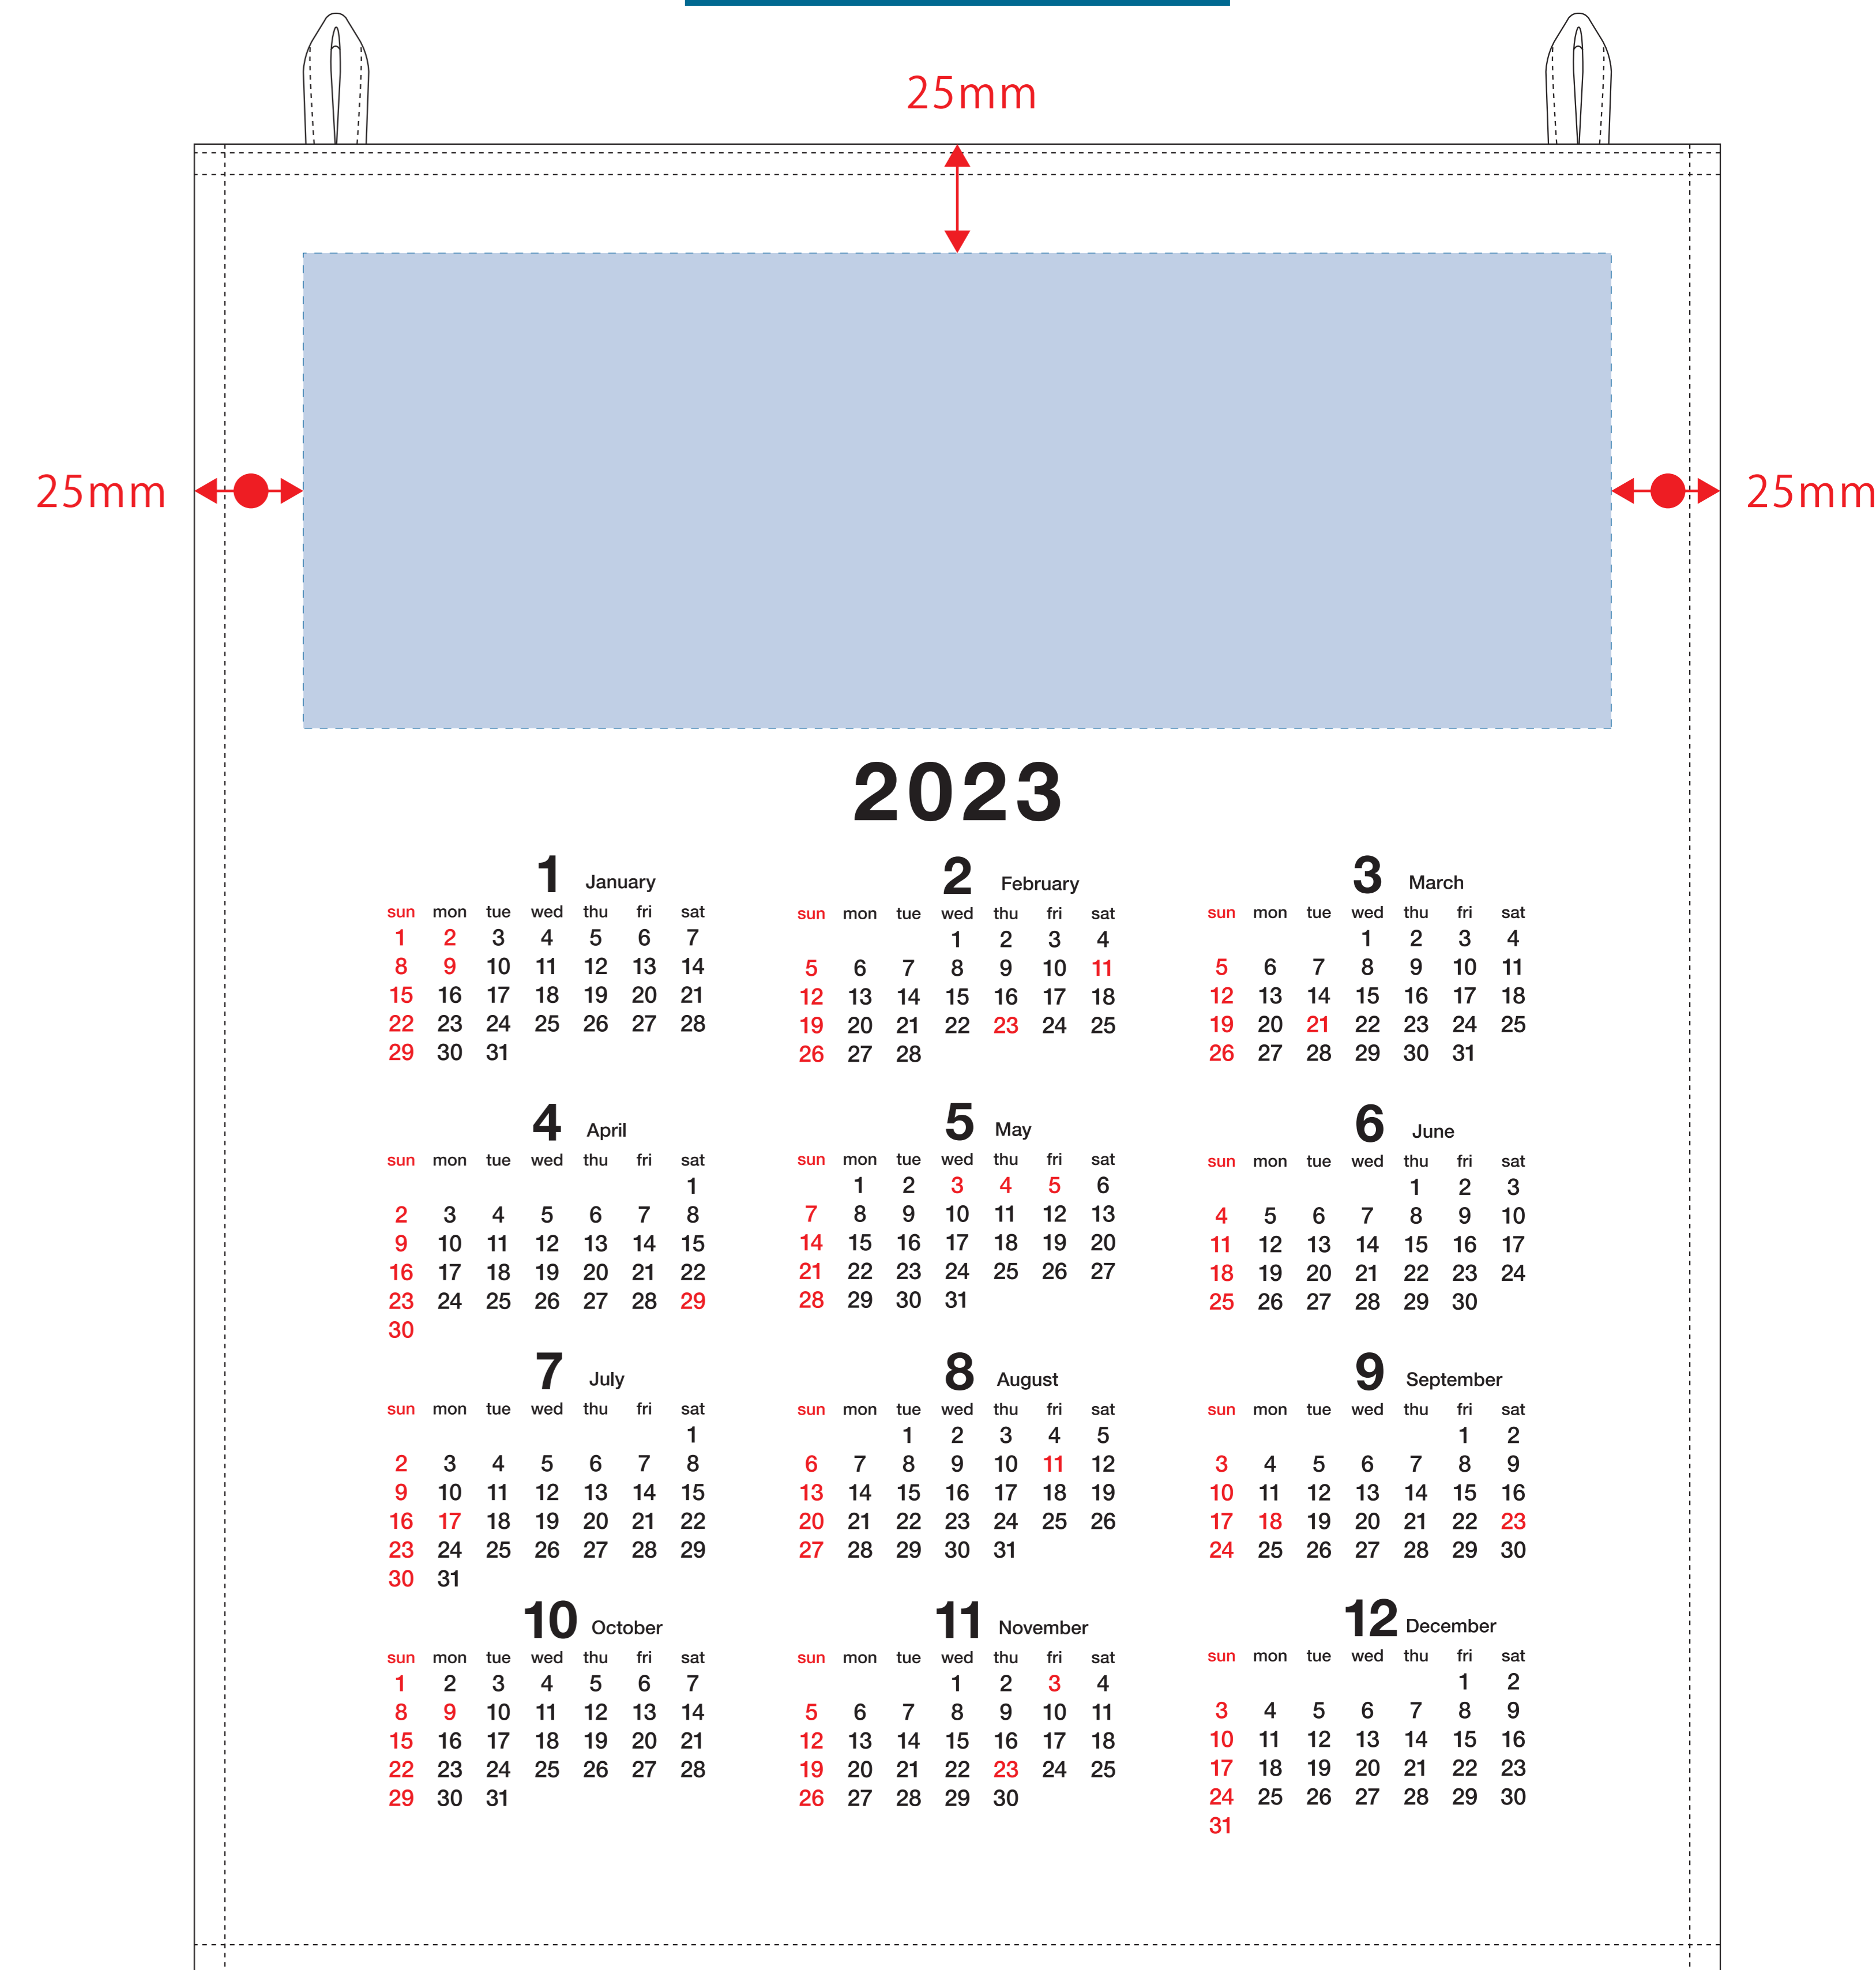 25mm
25mm 25mm
2023
1 January 2 February 3 March
sun mon tue wed thu fri sat sun mon tue wed thu fri sat sun mon tue wed thu fri sat
1 2 3 4 5 6 7 1 2 3 4 1 2 3 4
8 9 10 11 12 13 14 5 6 7 8 9 10 11 5 6 7 8 9 10 11
15 16 17 18 19 20 21 12 13 14 15 16 17 18 12 13 14 15 16 17 18
22 23 24 25 26 27 28 19 20 21 22 23 24 25 19 20 21 22 23 24 25
29 30 31 26 27 28 26 27 28 29 30 31
4 April 5 May 6 June
sun mon tue wed thu fri sat sun mon tue wed thu fri sat sun mon tue wed thu fri sat
1 1 2 3 4 5 6 1 2 3
2 3 4 5 6 7 8 7 8 9 10 11 12 13 4 5 6 7 8 9 10
9 10 11 12 13 14 15 14 15 16 17 18 19 20 11 12 13 14 15 16 17
16 17 18 19 20 21 22 21 22 23 24 25 26 27 18 19 20 21 22 23 24
23 24 25 26 27 28 29 28 29 30 31 25 26 27 28 29 30
30
7 July 8 August 9 September
sun mon tue wed thu fri sat sun mon tue wed thu fri sat sun mon tue wed thu fri sat
1 1 2 3 4 5 1 2
2 3 4 5 6 7 8 6 7 8 9 10 11 12 3 4 5 6 7 8 9
9 10 11 12 13 14 15 13 14 15 16 17 18 19 10 11 12 13 14 15 16
16 17 18 19 20 21 22 20 21 22 23 24 25 26 17 18 19 20 21 22 23
23 24 25 26 27 28 29 27 28 29 30 31 24 25 26 27 28 29 30
30 31
10 October 11 November 12 December
sun mon tue wed thu fri sat sun mon tue wed thu fri sat sun mon tue wed thu fri sat
1 2 3 4 5 6 7 1 2 3 4 1 2
8 9 10 11 12 13 14 5 6 7 8 9 10 11 3 4 5 6 7 8 9
15 16 17 18 19 20 21 12 13 14 15 16 17 18 10 11 12 13 14 15 16
22 23 24 25 26 27 28 19 20 21 22 23 24 25 17 18 19 20 21 22 23
29 30 31 26 27 28 29 30 24 25 26 27 28 29 30
31